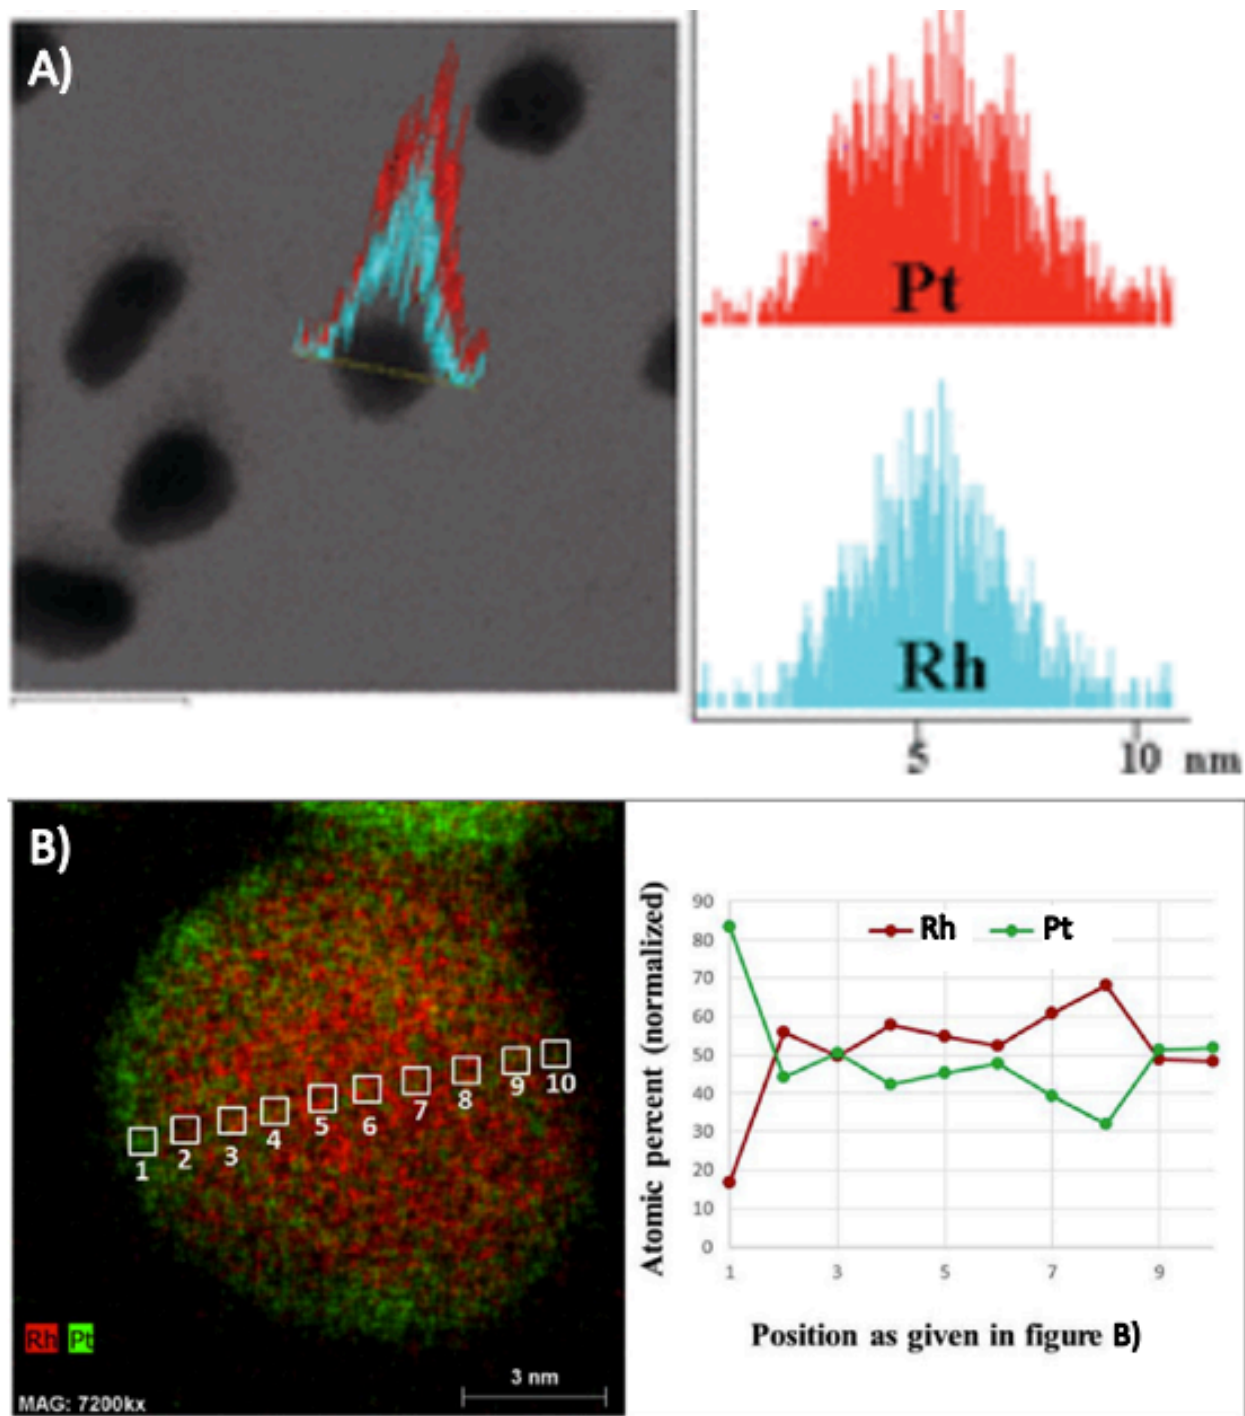 A)
Pt
Rh
5 10 nm
B)
1 2 3 4 5 6 7 8 9 10
Rh Pt
3 nm
MAG: 7200kx
Atomic percent (normalized)
90
80
70
60
50
40
30
20
10
0
Rh Pt
1 3 5 7 9
Position as given in figure B)